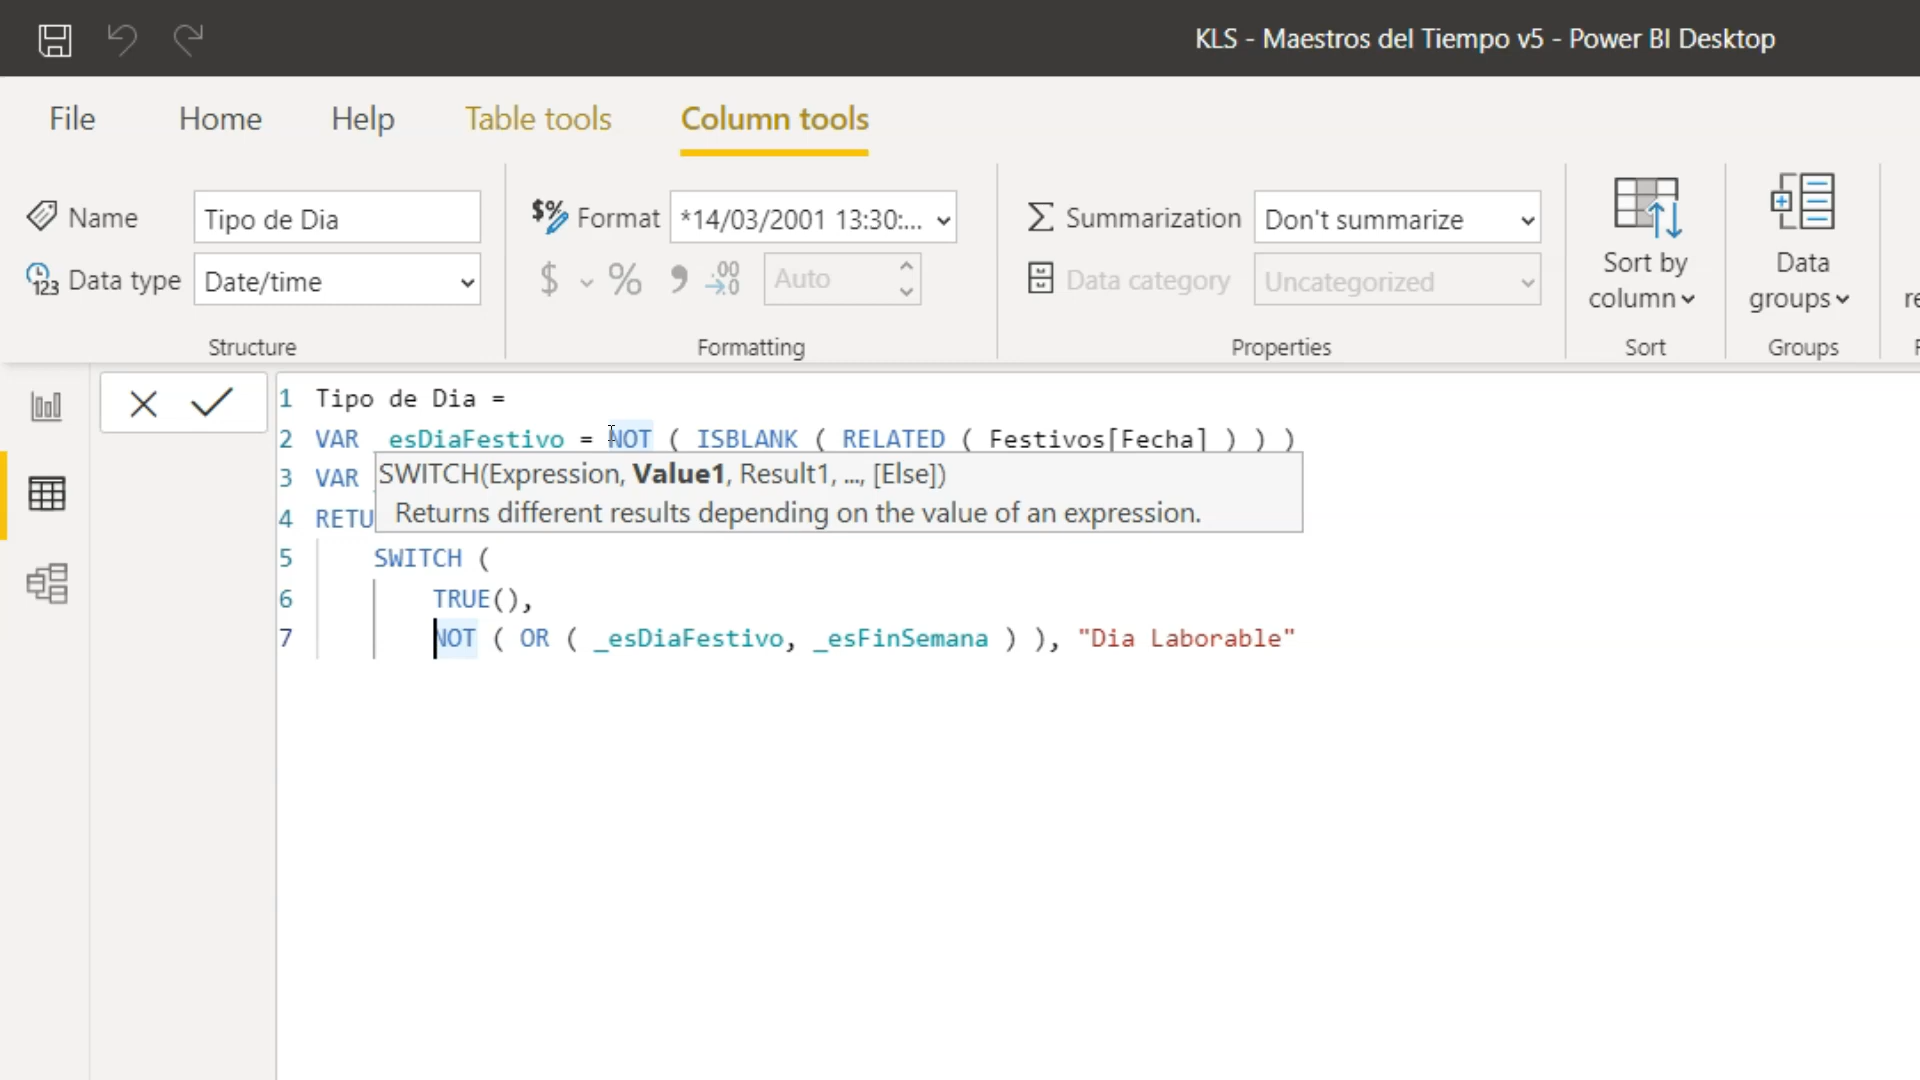 KLS - Maestros del Tiempo v5 - Power BI Desktop
File Home Help Table tools Column tools
Name Tipo de Dia
Data type Date/time
Structure
Format *14/03/2001 13:30:...
$ % , .00 →.0 Auto
Formatting
Summarization Don't summarize
Data category Uncategorized
Properties
Sort by
column
Sort
Data
groups
Groups
re
F
1 Tipo de Dia =
2 VAR _esDiaFestivo = NOT ( ISBLANK ( RELATED ( Festivos[Fecha] ) ) )
3 VAR
SWITCH(Expression, Value1, Result1, ..., [Else])
4 RETU
Returns different results depending on the value of an expression.
5 SWITCH (
6 TRUE(),
7 NOT ( OR ( _esDiaFestivo, _esFinSemana ) ), "Dia Laborable"